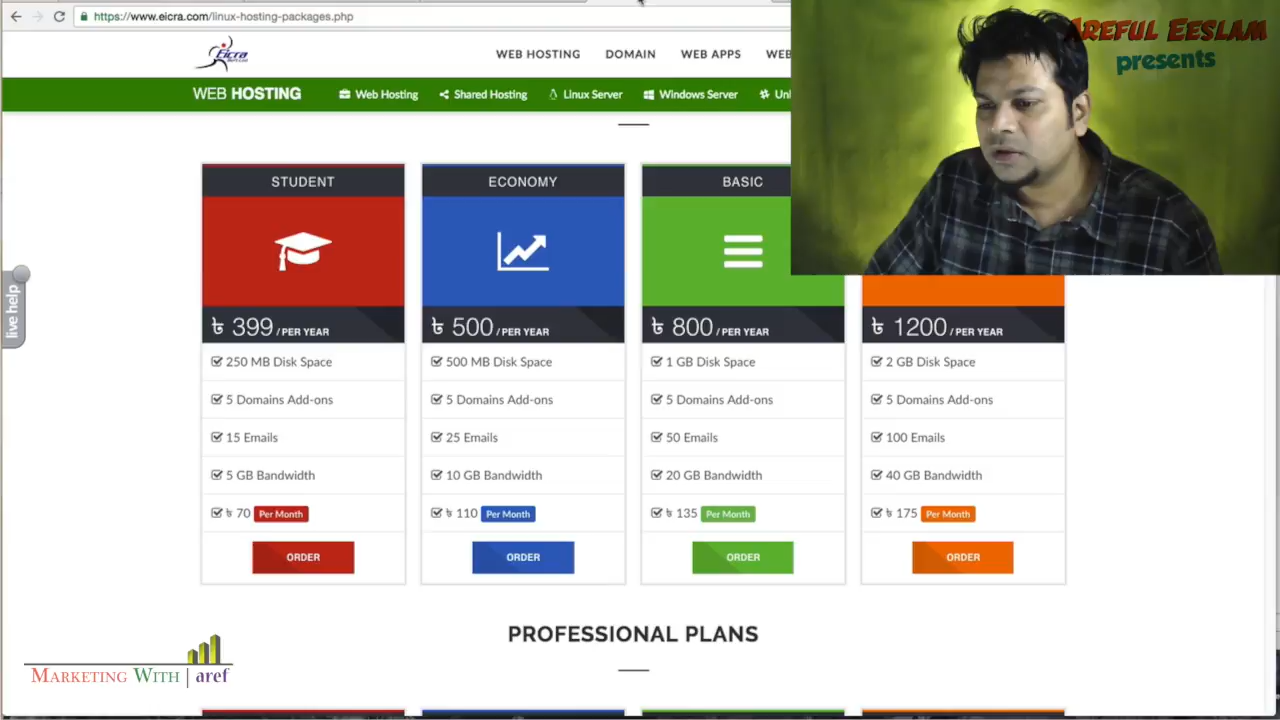 https://www.eicra.com/linux-hosting-packages.php
AREFUL EESLAM
presents
Eicra
WEB HOSTING
DOMAIN
WEB APPS
WEB
WEB HOSTING
Web Hosting
Shared Hosting
Linux Server
Windows Server
live help
STUDENT
৳ 399 / PER YEAR
250 MB Disk Space
5 Domains Add-ons
15 Emails
5 GB Bandwidth
৳ 70 Per Month
ORDER
ECONOMY
৳ 500 / PER YEAR
500 MB Disk Space
5 Domains Add-ons
25 Emails
10 GB Bandwidth
৳ 110 Per Month
ORDER
BASIC
৳ 800 / PER YEAR
1 GB Disk Space
5 Domains Add-ons
50 Emails
20 GB Bandwidth
৳ 135 Per Month
ORDER
৳ 1200 / PER YEAR
2 GB Disk Space
5 Domains Add-ons
100 Emails
40 GB Bandwidth
৳ 175 Per Month
ORDER
PROFESSIONAL PLANS
MARKETING WITH | aref